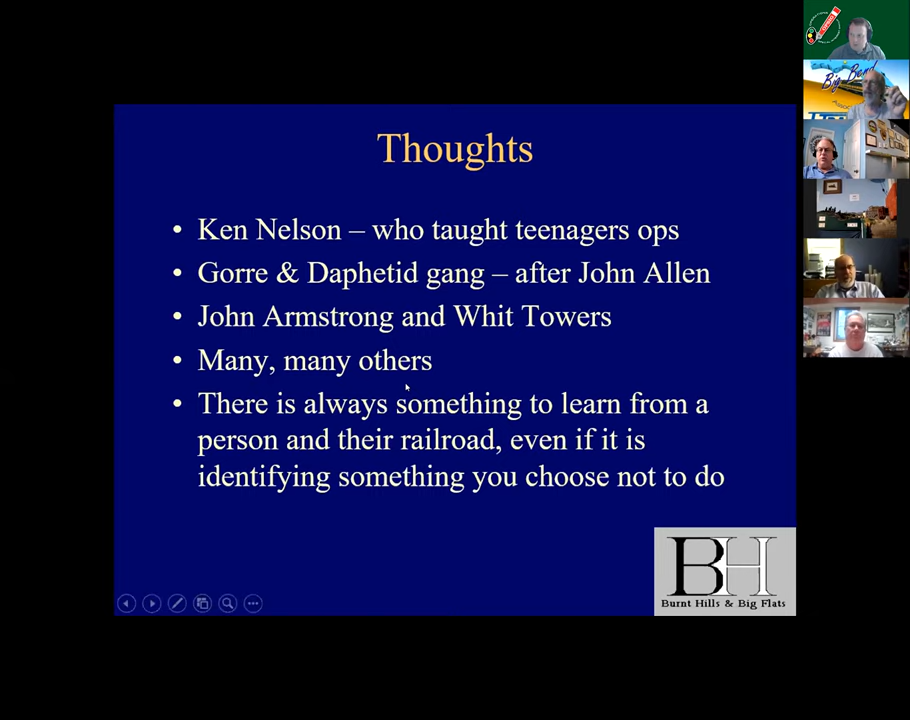 Thoughts
• Ken Nelson – who taught teenagers ops
• Gorre & Daphetid gang – after John Allen
• John Armstrong and Whit Towers
• Many, many others
• There is always something to learn from a
person and their railroad, even if it is
identifying something you choose not to do
BH
Burnt Hills & Big Flats
Big Bend